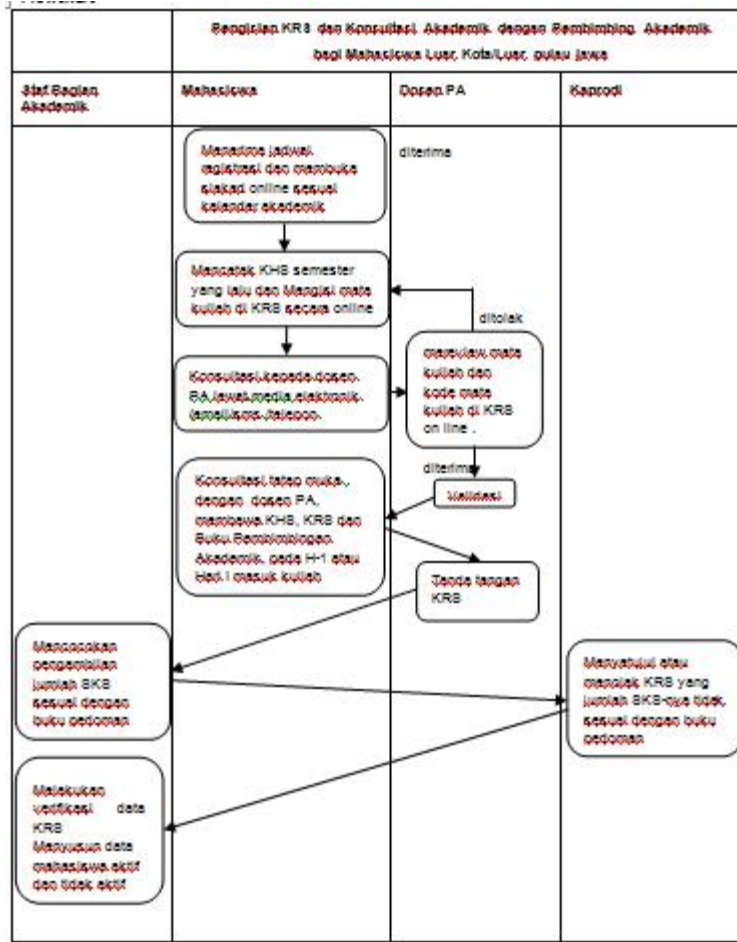 Pengisian KRS dan Konsultasi Akademik dengan Pembimbing Akademik
bagi Mahasiswa Luar Kota/Luar pulau Jawa
Staf Bagian
Akademik
Mahasiswa
Dosen PA
Kaprodi
Menerima jadwal
registrasi dan membuka
siakad online sesuai
kalender akademik
diterima
Mencetak KHS semester
yang lalu dan Mengisi mata
kuliah di KRS secara online
ditolak
Konsultasi kepada dosen
PA lewat media elektronik
(email/sms /telepon
mereview mata
kuliah dan
kode mata
kuliah di KRS
on line .
diterima
Validasi
Konsultasi tatap muka
dengan dosen PA,
membawa KHS, KRS dan
Buku Pembimbingan
Akademik pada H-1 atau
Hari I masuk kuliah
Tanda tangan
KRS
Mencocokan
pengambilan
jumlah SKS
sesuai dengan
buku pedoman
Menyetujui atau
menolak KRS yang
jumlah SKS-nya tidak
sesuai dengan buku
pedoman
Melakukan
verifikasi data
KRS
Menyusun data
mahasiswa aktif
dan tidak aktif